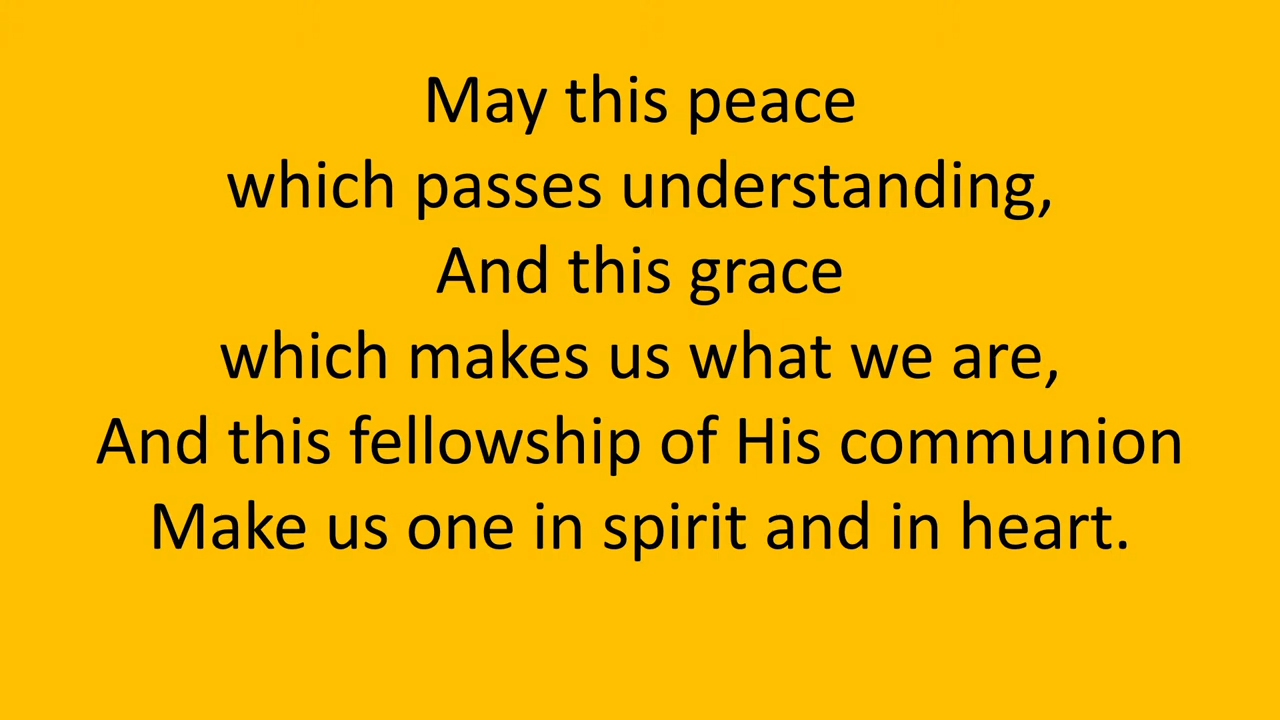 May this peace
which passes understanding,
And this grace
which makes us what we are,
And this fellowship of His communion
Make us one in spirit and in heart.